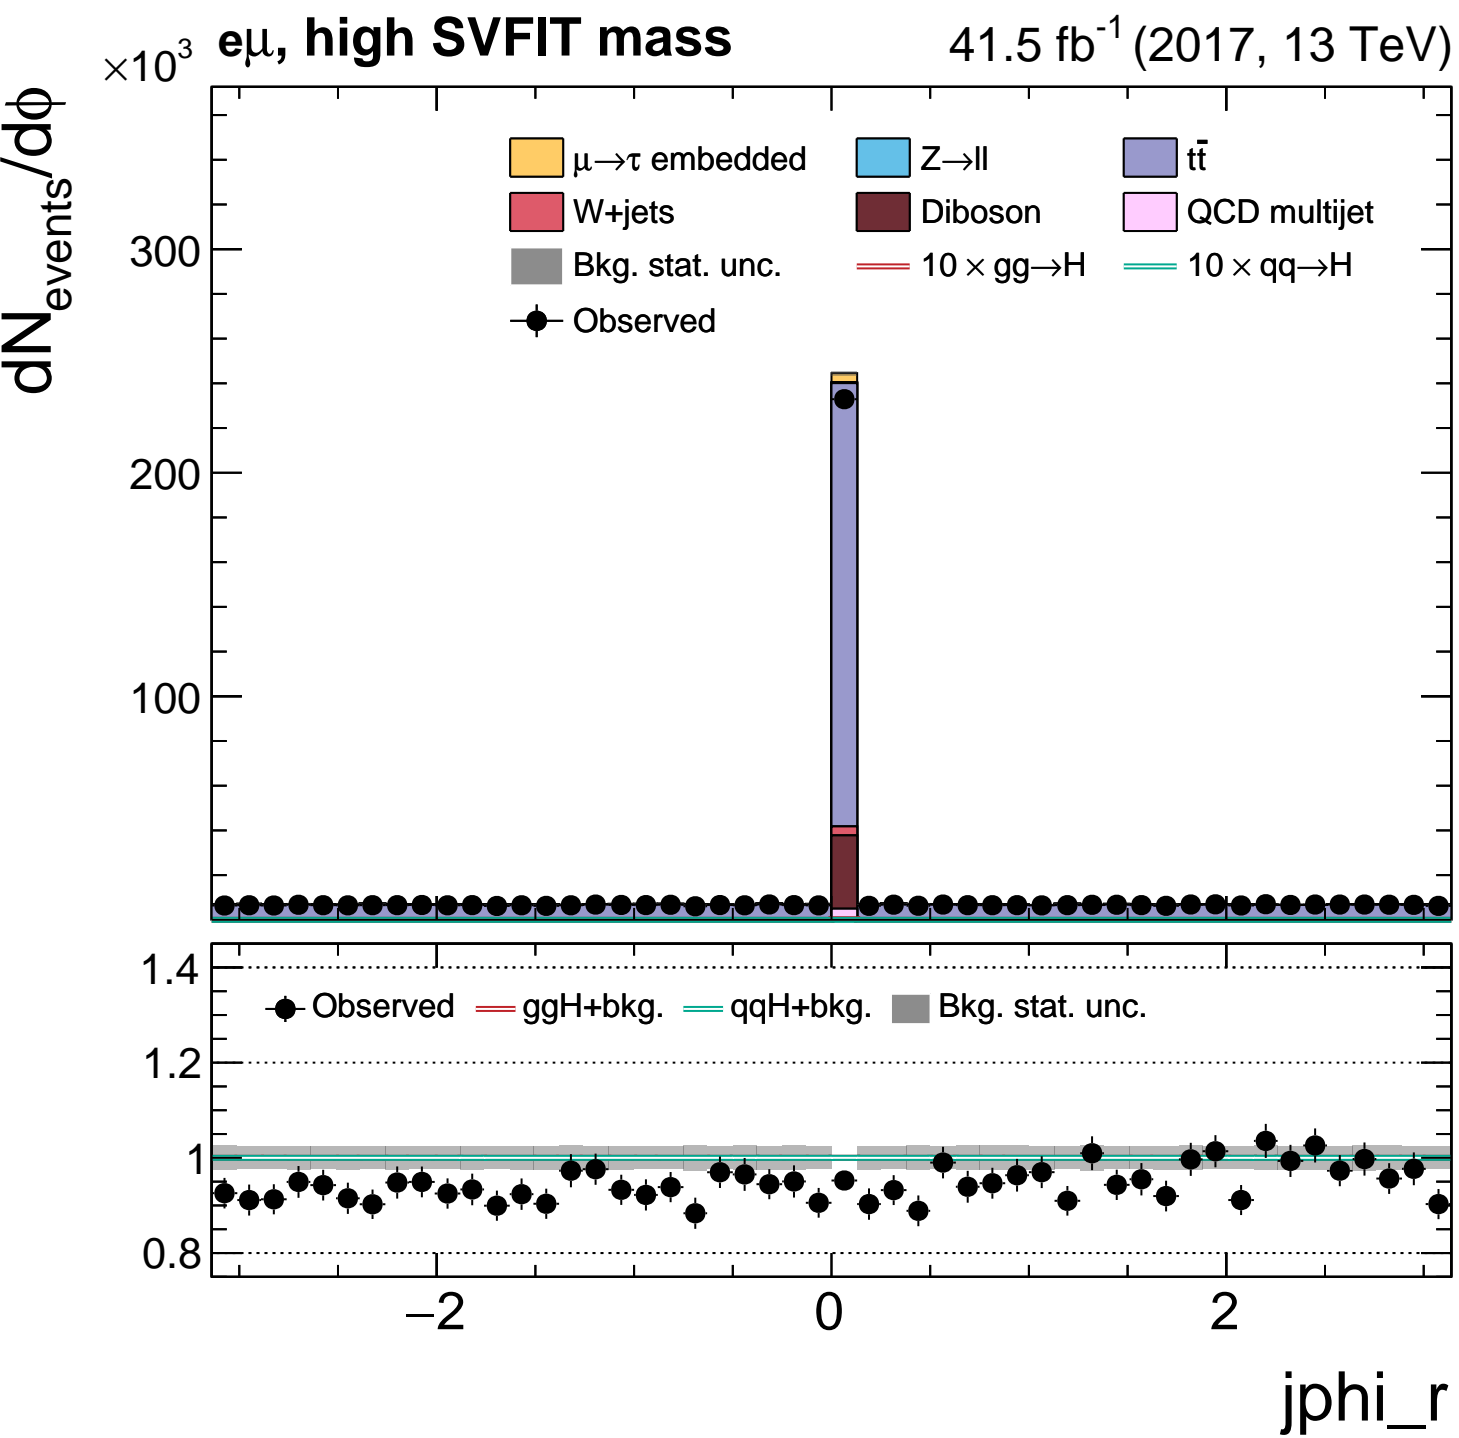 ×10³ eμ, high SVFIT mass 41.5 fb⁻¹ (2017, 13 TeV)
dN_events/dϕ
μ→τ embedded Z→ll tt̄
W+jets Diboson QCD multijet
Bkg. stat. unc. 10 × gg→H 10 × qq→H
Observed
300
200
100
1.4
Observed ggH+bkg. qqH+bkg. Bkg. stat. unc.
1.2
1
0.8
−2 0 2
jphi_r